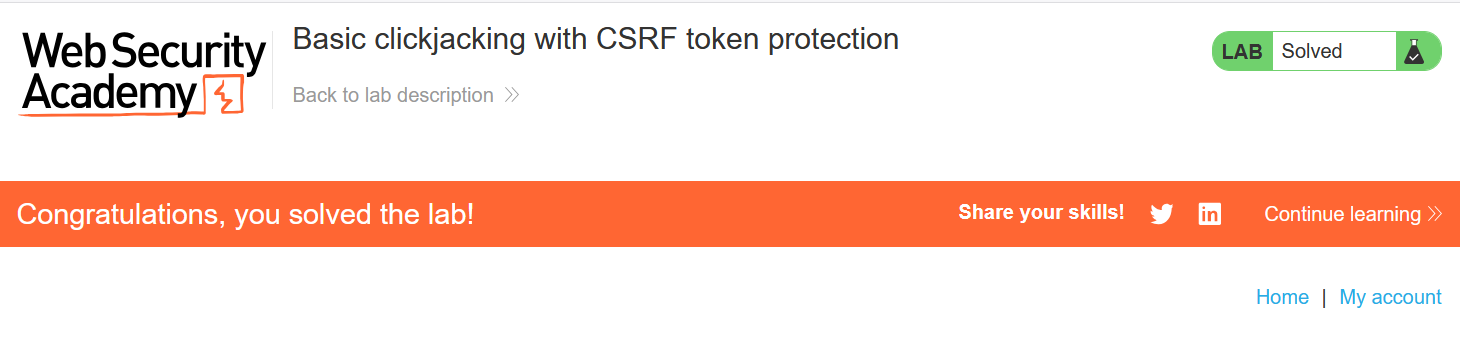 Web Security
Academy
Basic clickjacking with CSRF token protection
Back to lab description
LAB Solved
Congratulations, you solved the lab!
Share your skills!
Continue learning
Home | My account